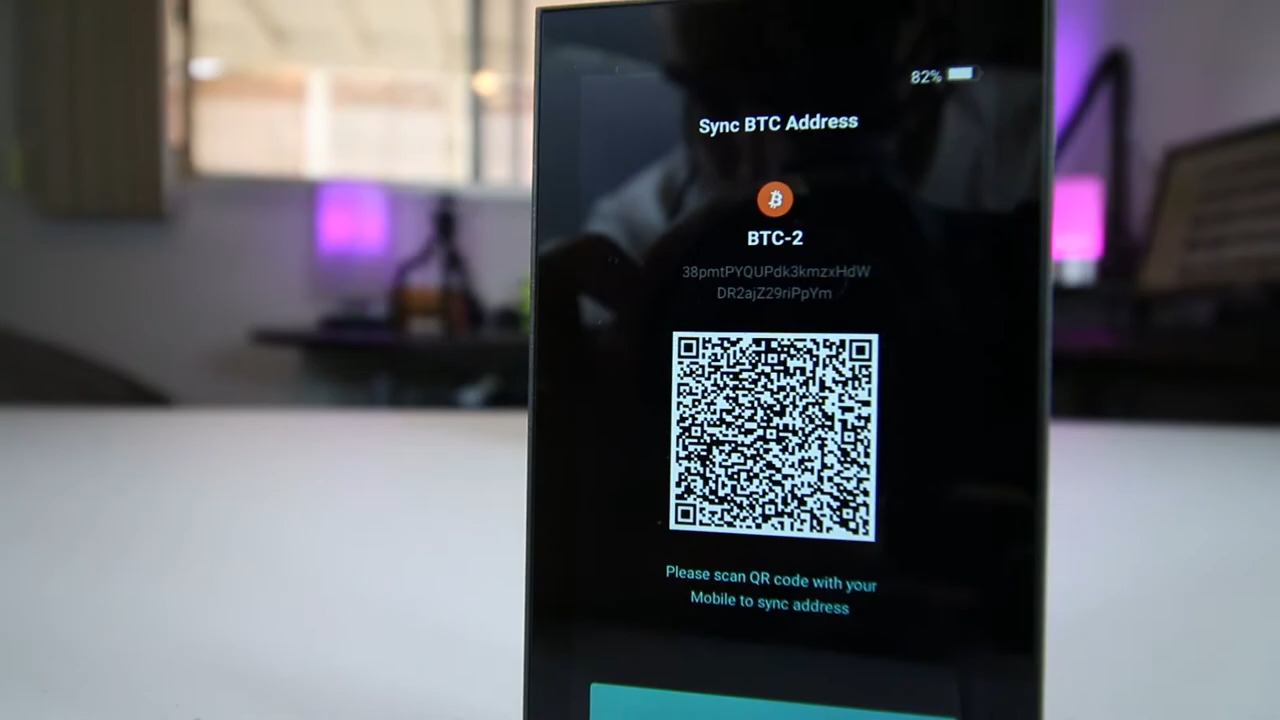 82%
Sync BTC Address
BTC-2
38pmtPYQUPdk3kmzxHdW
DR2ajZ29riPpYm
Please scan QR code with your
Mobile to sync address